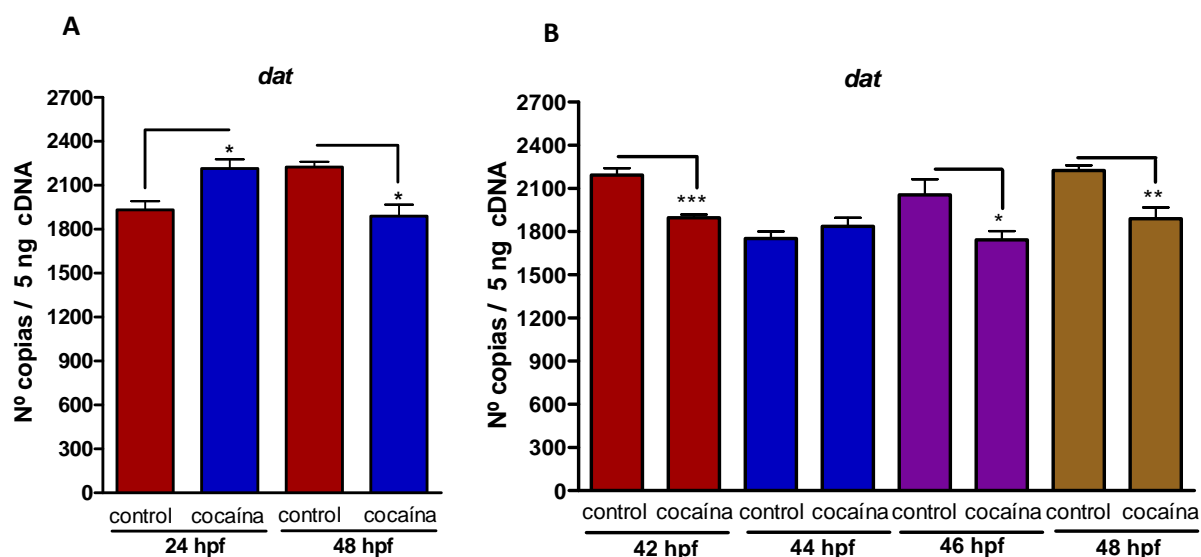 A
dat
Nº copias / 5 ng cDNA
2700
2400
2100
1800
1500
1200
900
600
300
0
*
*
control cocaína control cocaína
24 hpf 48 hpf
B
dat
Nº copias / 5 ng cDNA
2700
2400
2100
1800
1500
1200
900
600
300
0
***
*
**
control cocaína control cocaína control cocaína control cocaína
42 hpf 44 hpf 46 hpf 48 hpf